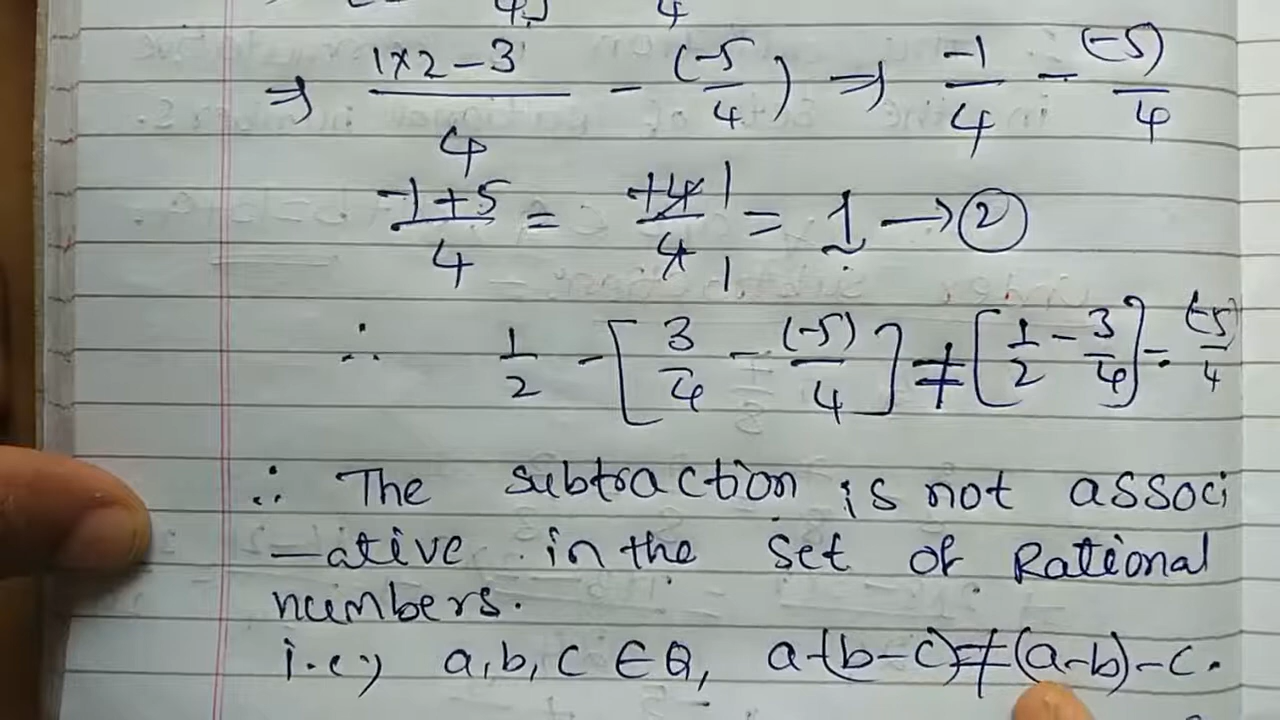 ⇒ (1×2 − 3)/4 − (−5/4) ⇒ −1/4 − (−5)/4
(−1+5)/4 = +4/4 1/1 = 1 → ②
∴ 1/2 − [3/4 − (−5)/4] ≠ [1/2 − 3/4] − (−5)/4
∴ The subtraction is not associ
−ative in the set of Rational
numbers.
i.e., a, b, c ∈ Q, a-(b-c) ≠ (a-b)-c.